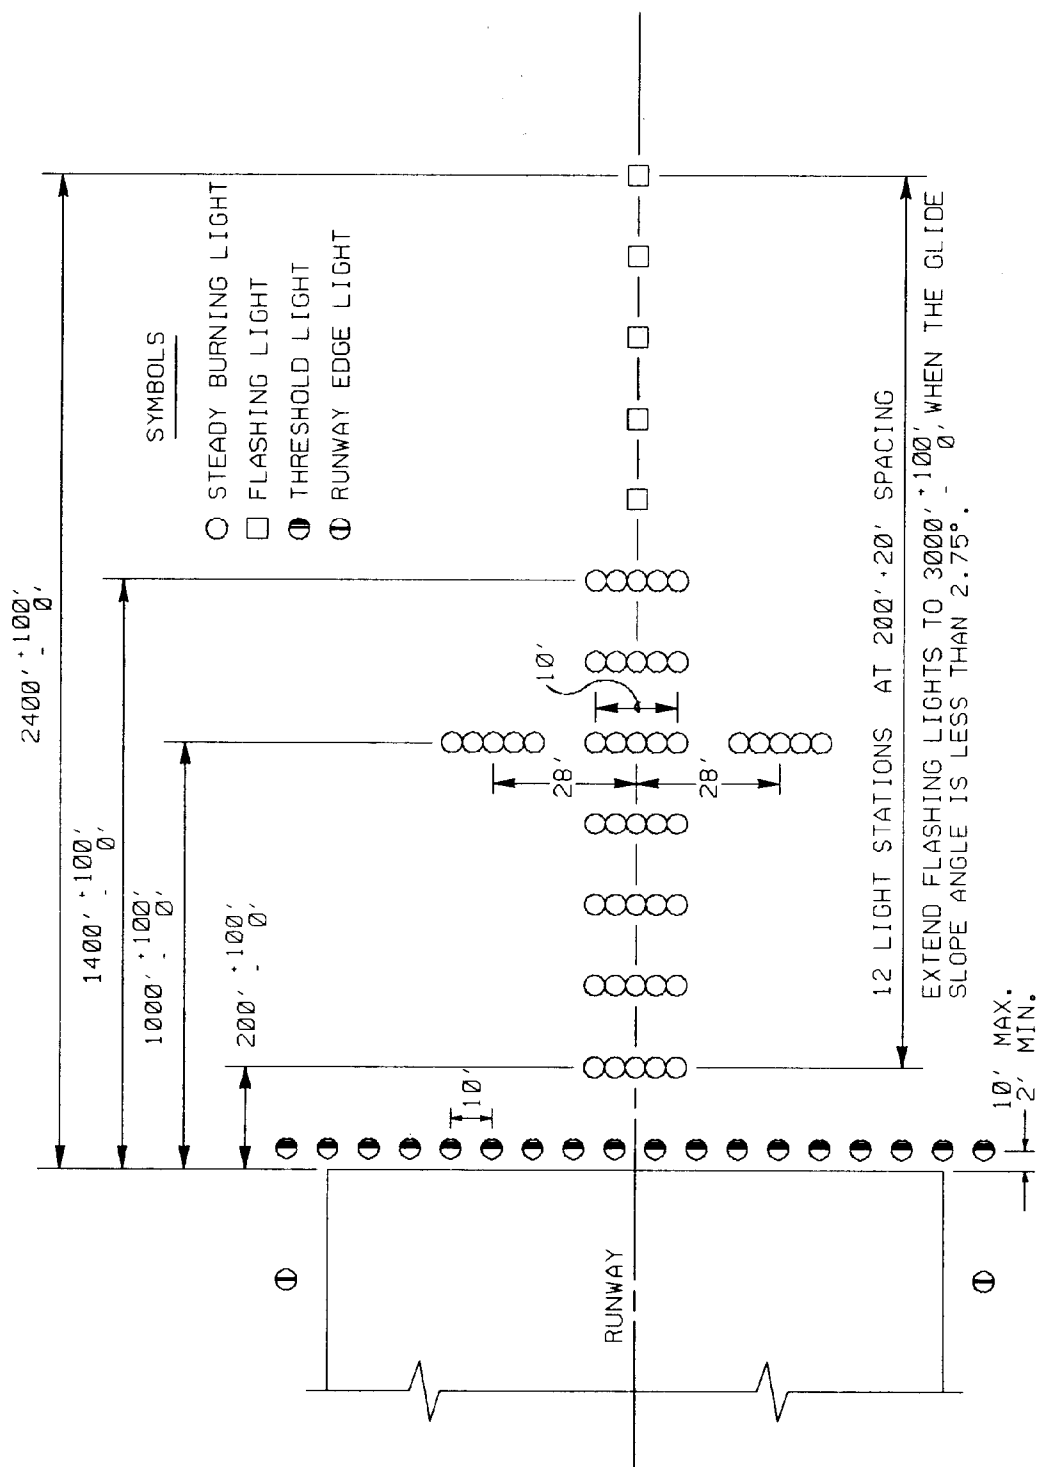 2400' +100'
- 0'
1400' +100'
- 0'
1000' +100'
- 0'
200' +100'
- 0'
SYMBOLS
STEADY BURNING LIGHT
FLASHING LIGHT
THRESHOLD LIGHT
RUNWAY EDGE LIGHT
10'
10'
28'
28'
RUNWAY
12 LIGHT STATIONS AT 200' +20' SPACING
EXTEND FLASHING LIGHTS TO 3000' +100' WHEN THE GLIDE
- 0'
SLOPE ANGLE IS LESS THAN 2.75°.
10' MAX.
2' MIN.